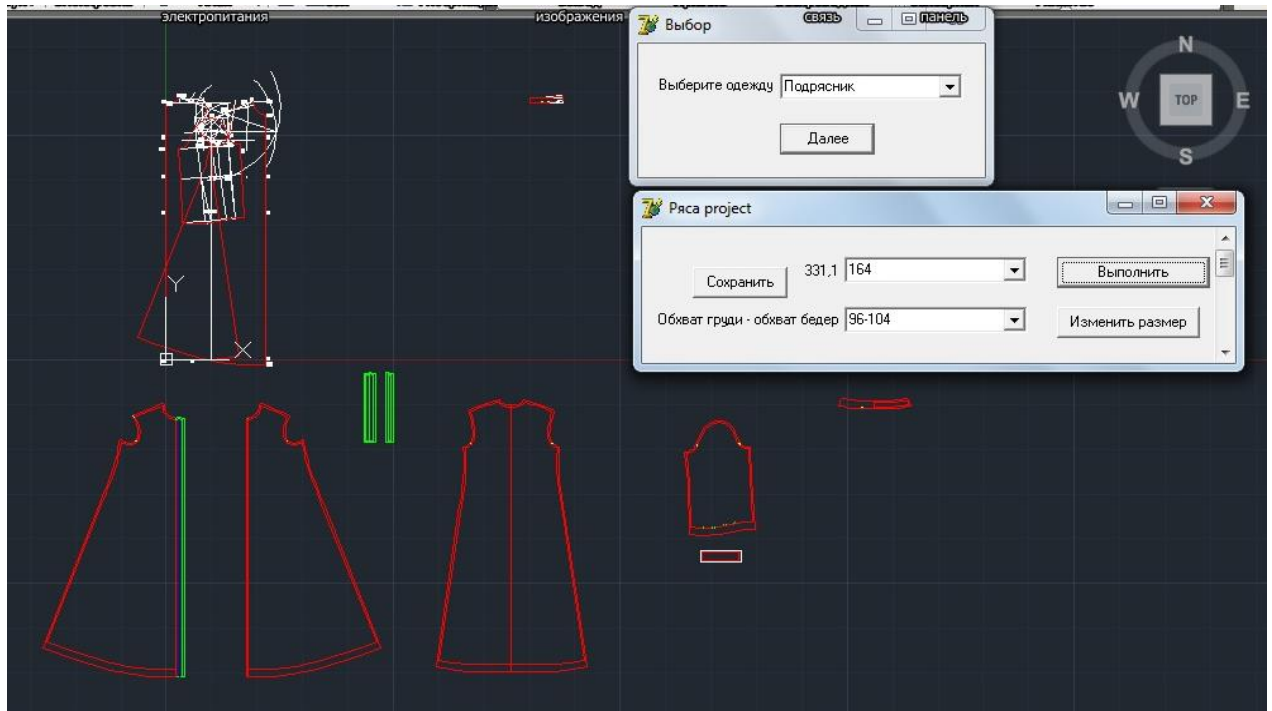 электропитания
изображения
связь
панель
Выбор
Выберите одежду Подрясник
Далее
N
W TOP E
S
Ряса project
Сохранить 331,1 164 Выполнить
Обхват груди - обхват бедер 96-104 Изменить размер
Y
X